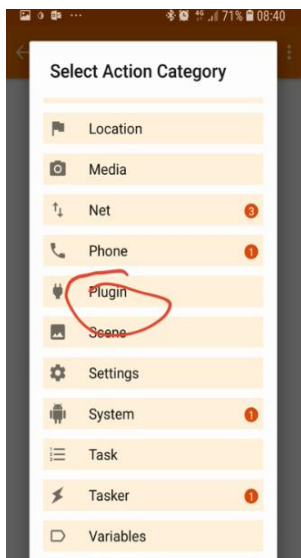 71% 08:40
Select Action Category
Location
Media
Net 3
Phone 1
Plugin
Scene
Settings
System 1
Task
Tasker 1
Variables